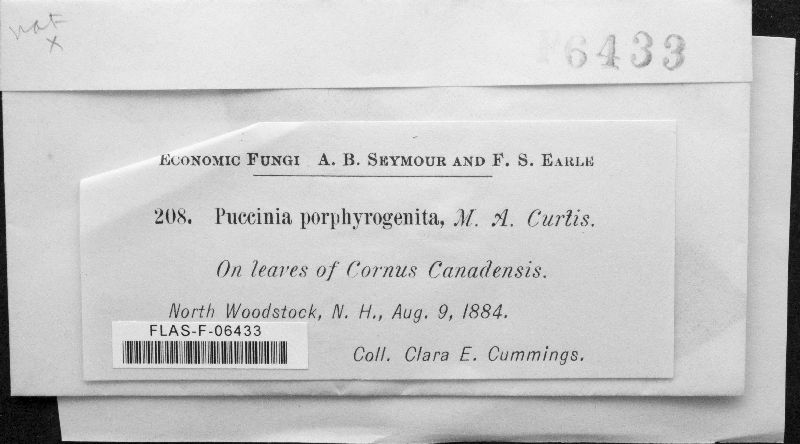 nat
x
F6433
ECONOMIC FUNGI A. B. SEYMOUR AND F. S. EARLE
208. Puccinia porphyrogenita, M. A. Curtis.
On leaves of Cornus Canadensis.
North Woodstock, N. H., Aug. 9, 1884.
FLAS-F-06433
Coll. Clara E. Cummings.